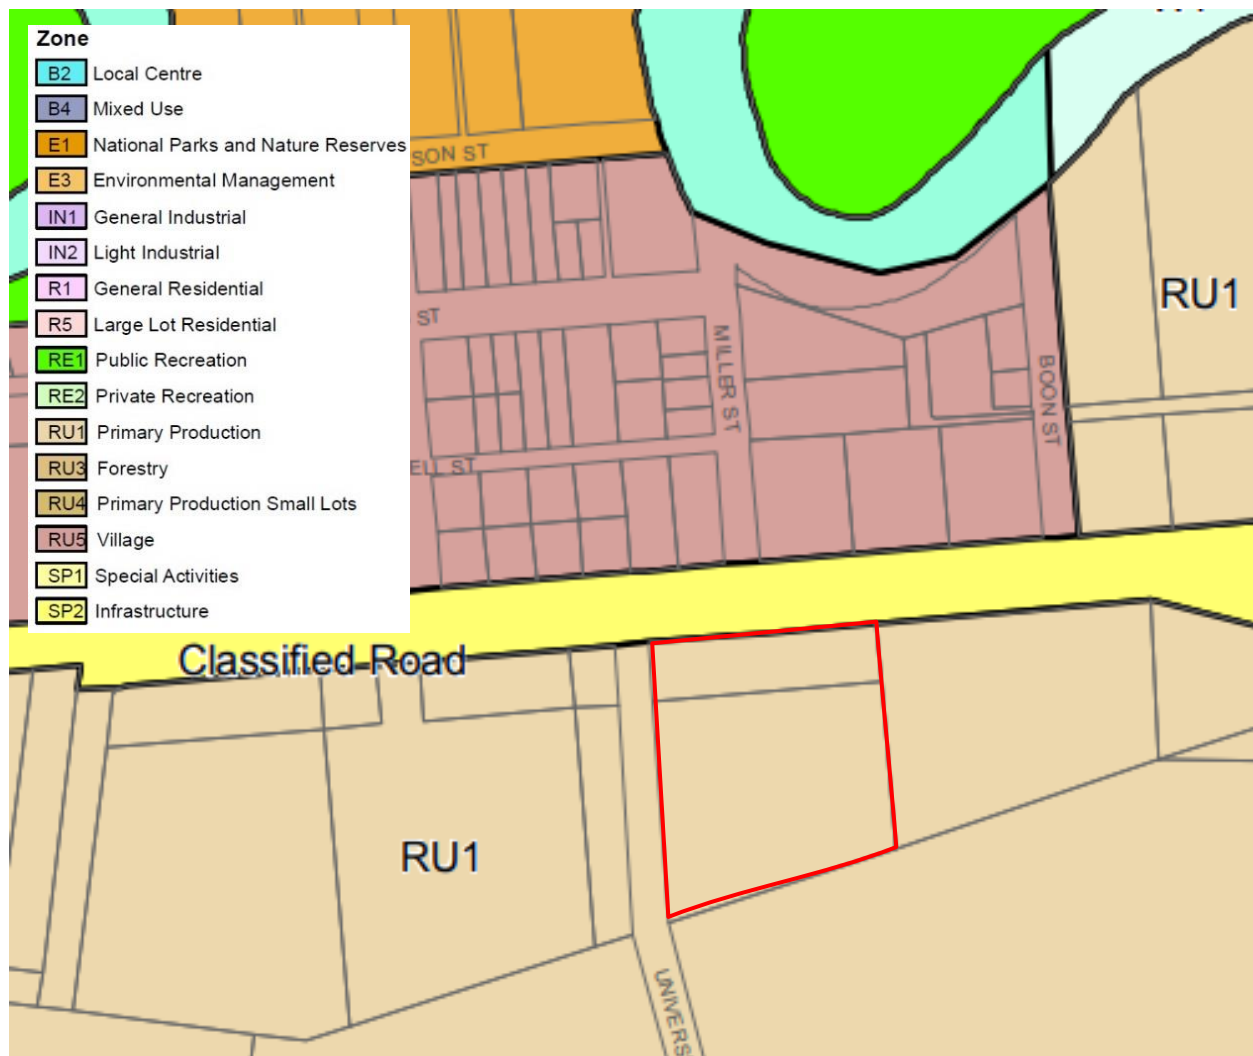 Zone
B2 Local Centre
B4 Mixed Use
E1 National Parks and Nature Reserves
E3 Environmental Management
IN1 General Industrial
IN2 Light Industrial
R1 General Residential
R5 Large Lot Residential
RE1 Public Recreation
RE2 Private Recreation
RU1 Primary Production
RU3 Forestry
RU4 Primary Production Small Lots
RU5 Village
SP1 Special Activities
SP2 Infrastructure
SON ST
ST
ELL ST
MILLER ST
BOON ST
RU1
Classified Road
RU1
UNIVERS